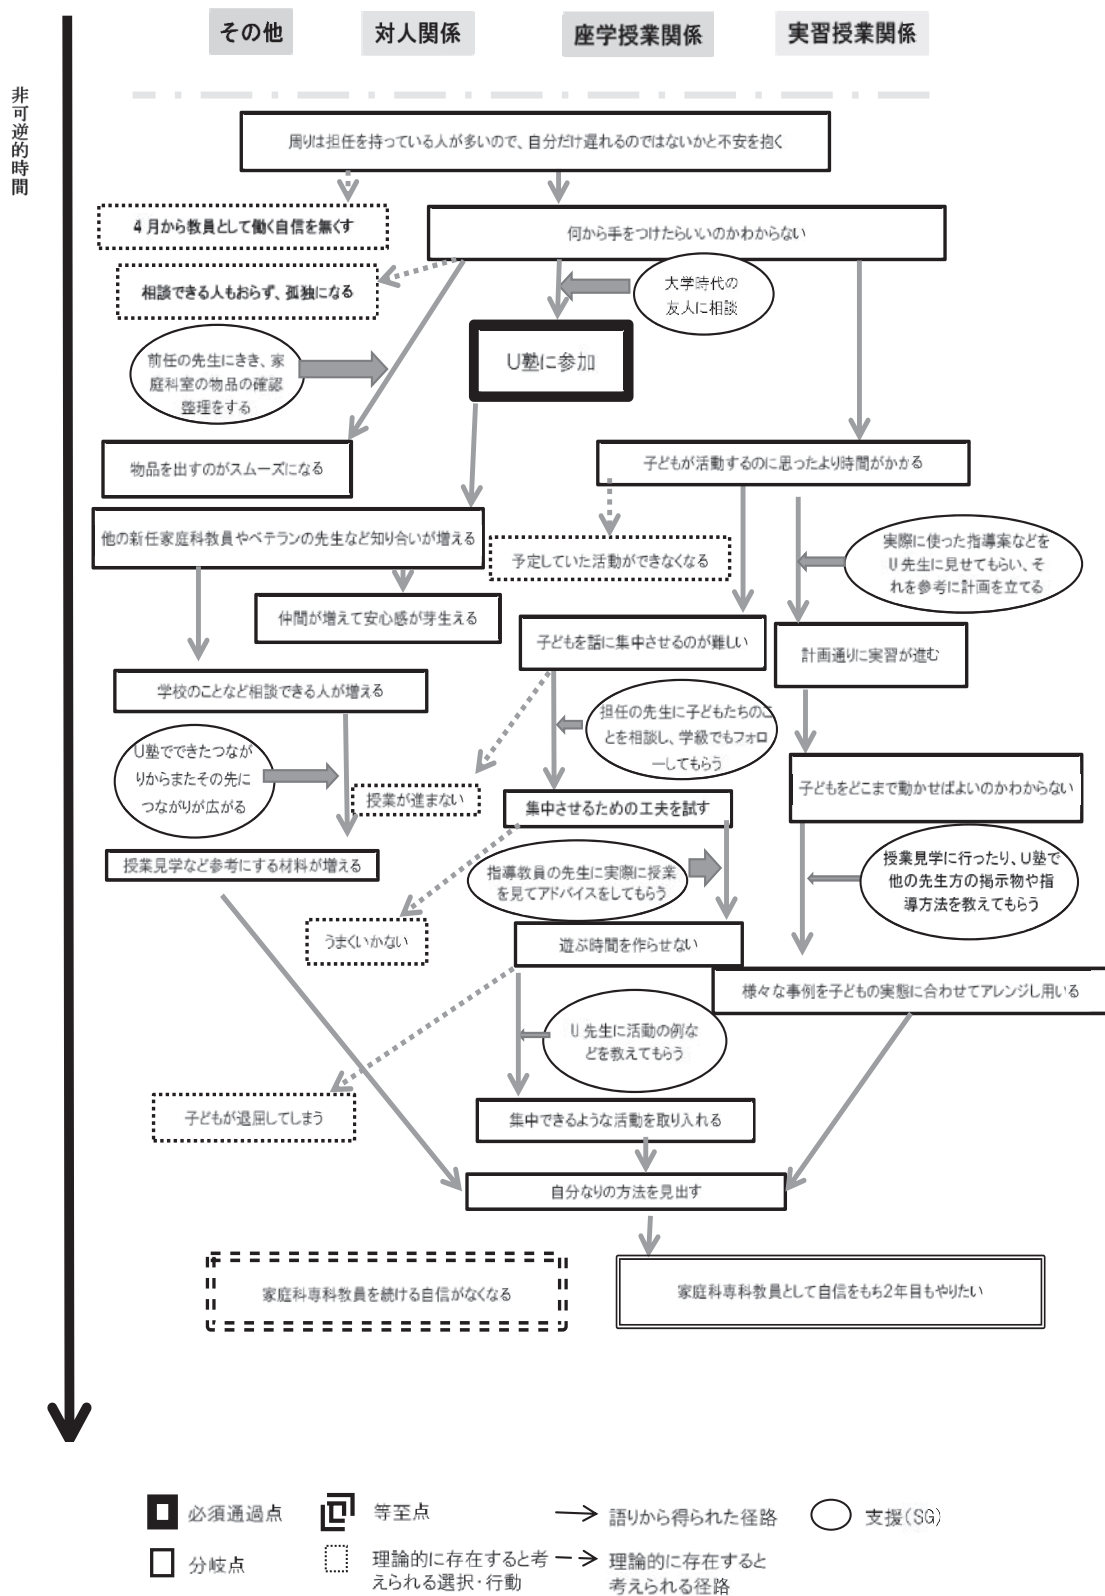 その他
対人関係
座学授業関係
実習授業関係
非可逆的時間
周りは担任を持っている人が多いので、自分だけ遅れるのではないかと不安を抱く
4月から教員として働く自信を無くす
何から手をつけたらいいのかわからない
相談できる人もおらず、孤独になる
大学時代の
友人に相談
前任の先生にきき、家
庭科室の物品の確認
整理をする
U塾に参加
物品を出すのがスムーズになる
子どもが活動するのに思ったより時間がかかる
他の新任家庭科教員やベテランの先生など知り合いが増える
予定していた活動ができなくなる
実際に使った指導案などを
U先生に見せてもらい、そ
れを参考に計画を立てる
仲間が増えて安心感が芽生える
子どもを話に集中させるのが難しい
計画通りに実習が進む
学校のことなど相談できる人が増える
担任の先生に子どもたちのこ
とを相談し、学級でもフォロ
ーしてもらう
U塾でできたつなが
りからまたその先に
つながりが広がる
授業が進まない
集中させるための工夫を試す
子どもをどこまで動かせばよいのかわからない
授業見学など参考にする材料が増える
指導教員の先生に実際に授業
を見てアドバイスをしてもらう
授業見学に行ったり、U塾で
他の先生方の掲示物や指
導方法を教えてもらう
うまくいかない
遊ぶ時間を作らせない
様々な事例を子どもの実態に合わせてアレンジし用いる
U先生に活動の例な
どを教えてもらう
子どもが退屈してしまう
集中できるような活動を取り入れる
自分なりの方法を見出す
家庭科専科教員を続ける自信がなくなる
家庭科専科教員として自信をもち2年目もやりたい
必須通過点
等至点
語りから得られた径路
支援(SG)
分岐点
理論的に存在すると考
えられる選択・行動
理論的に存在すると
考えられる径路